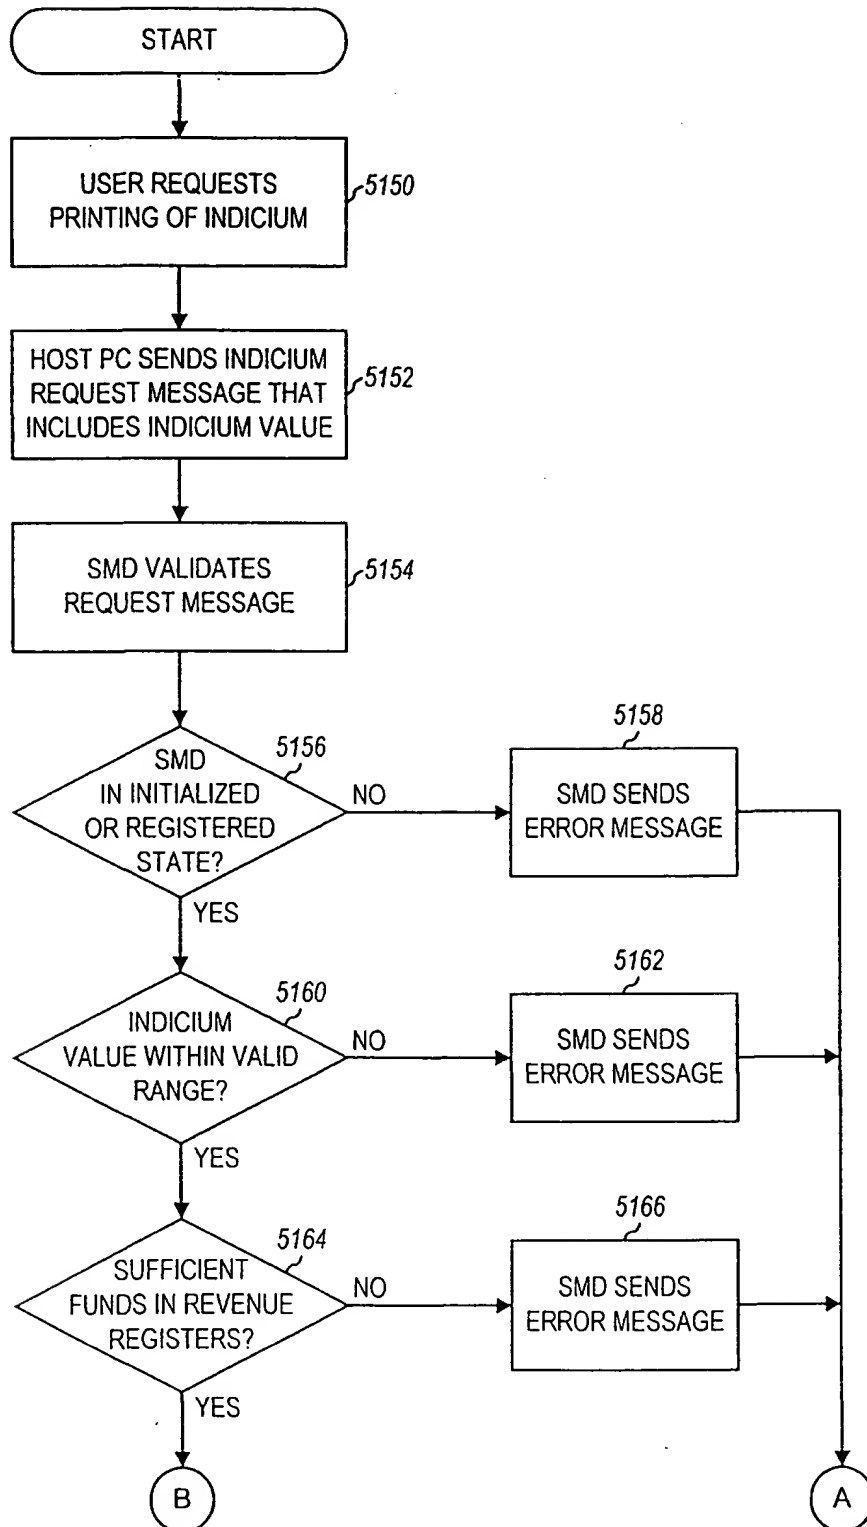 START
USER REQUESTS
PRINTING OF INDICIUM
5150
HOST PC SENDS INDICIUM
REQUEST MESSAGE THAT
INCLUDES INDICIUM VALUE
5152
SMD VALIDATES
REQUEST MESSAGE
5154
SMD
IN INITIALIZED
OR REGISTERED
STATE?
5156
NO
YES
5158
SMD SENDS
ERROR MESSAGE
INDICIUM
VALUE WITHIN VALID
RANGE?
5160
NO
YES
5162
SMD SENDS
ERROR MESSAGE
SUFFICIENT
FUNDS IN REVENUE
REGISTERS?
5164
NO
YES
5166
SMD SENDS
ERROR MESSAGE
B
A